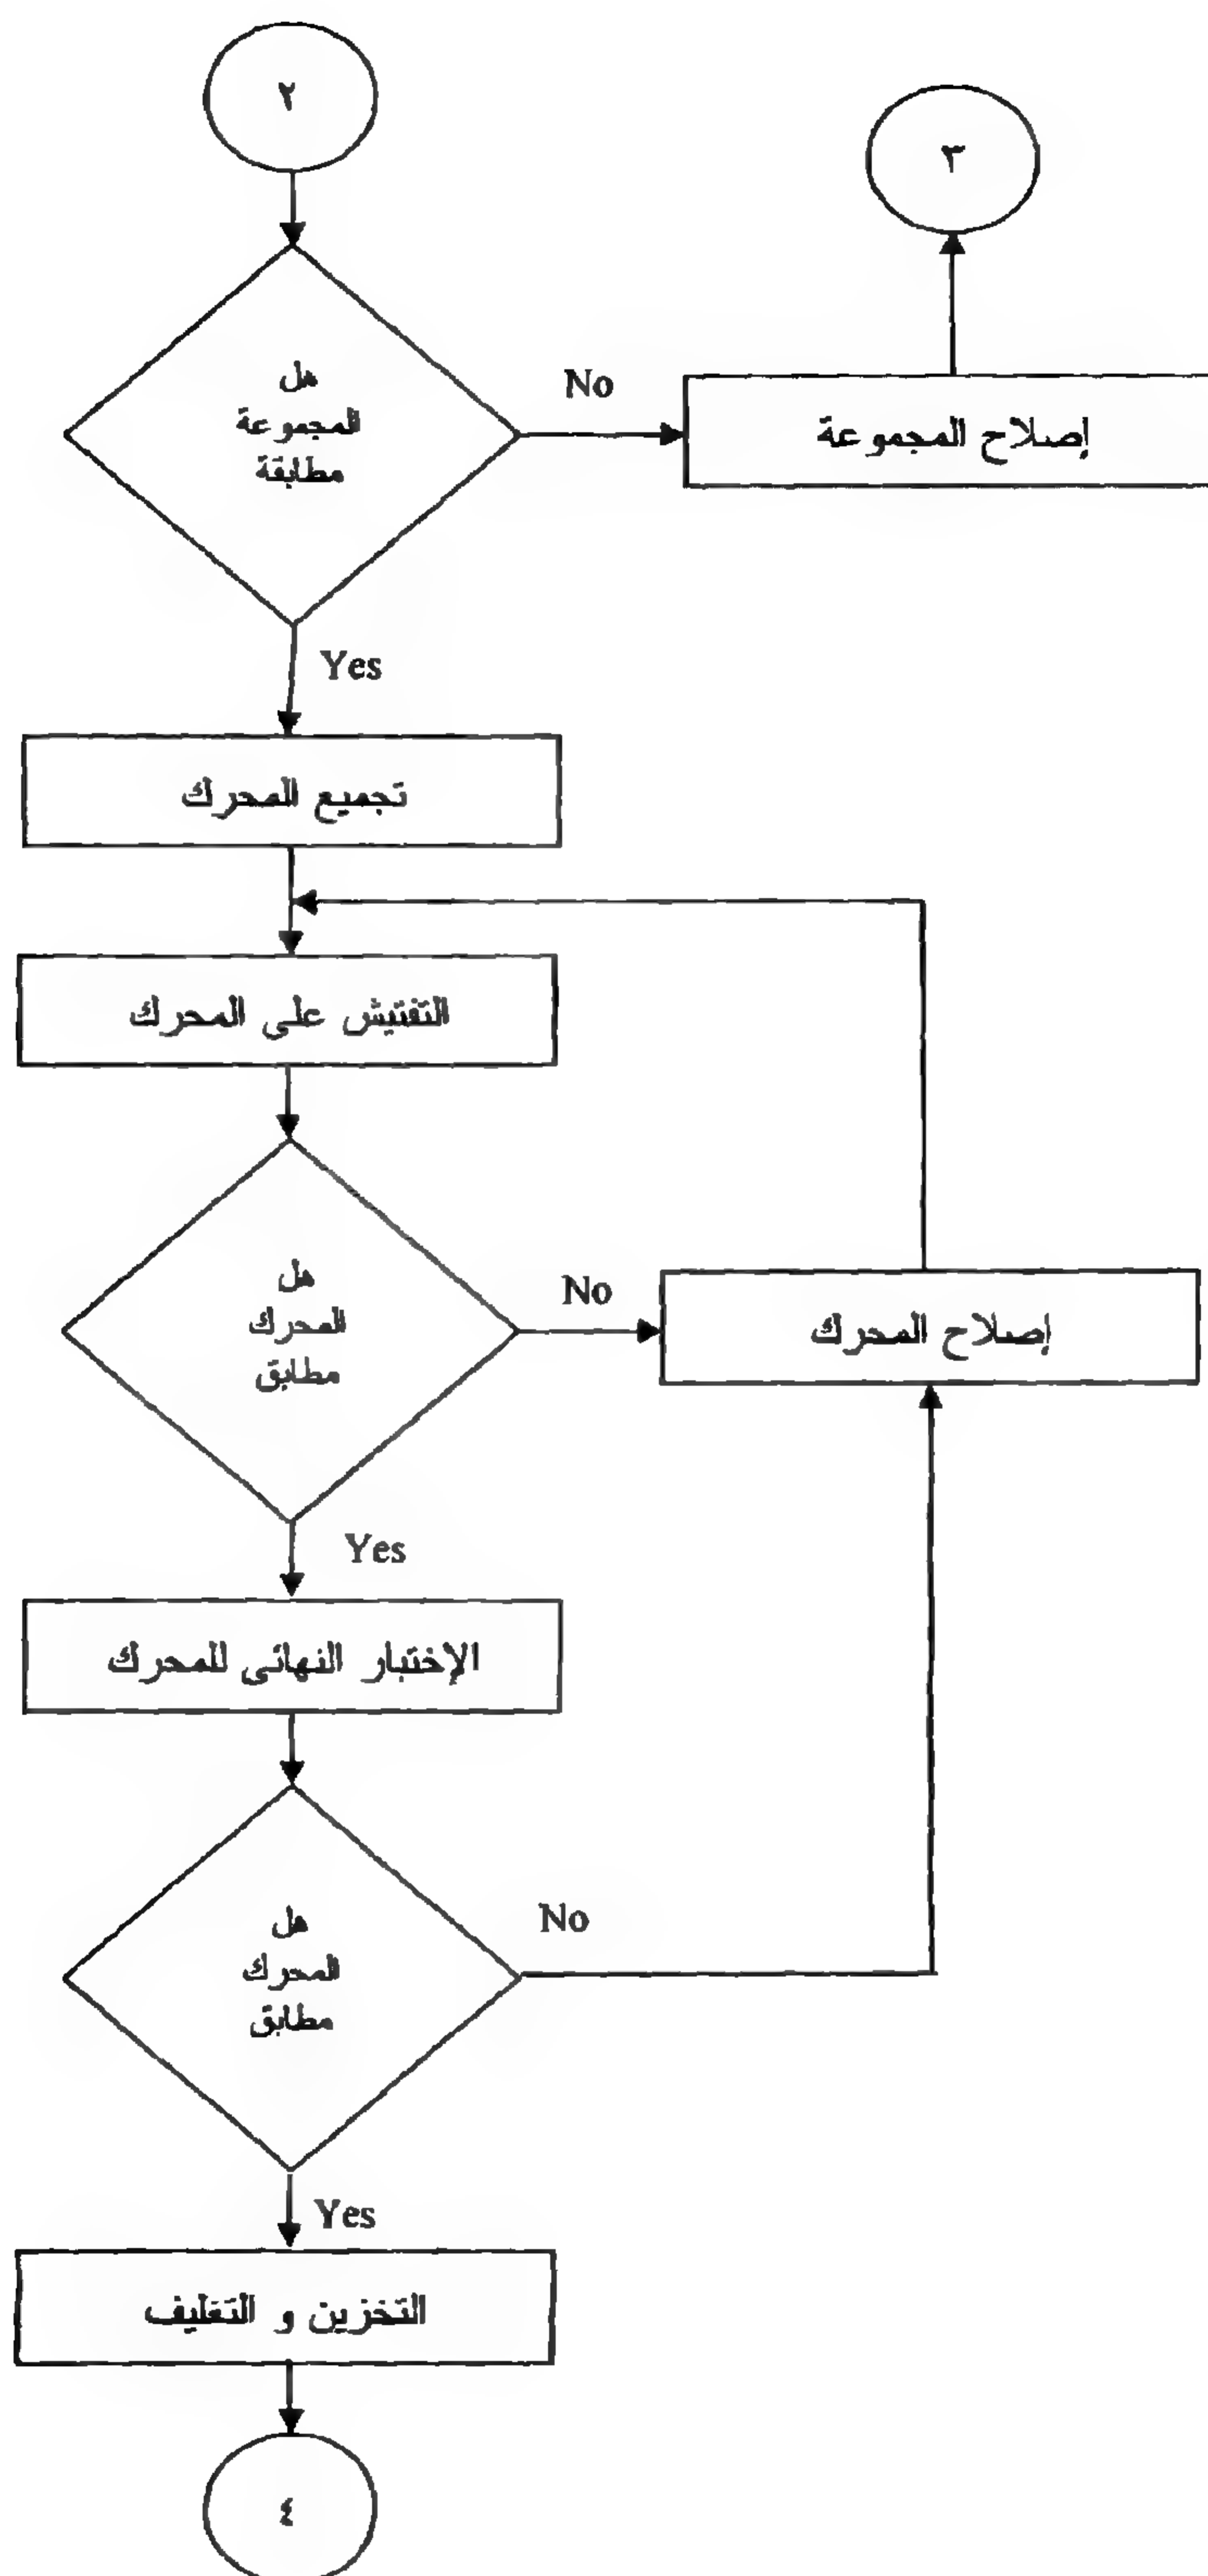 ٢
٣
هل
المجموعة
مطابقة
No
إصلاح المجموعة
Yes
تجميع المحرك
التفتيش على المحرك
هل
المحرك
مطابق
No
إصلاح المحرك
Yes
الإختبار النهائى للمحرك
هل
المحرك
مطابق
No
Yes
التخزين و التغليف
٤